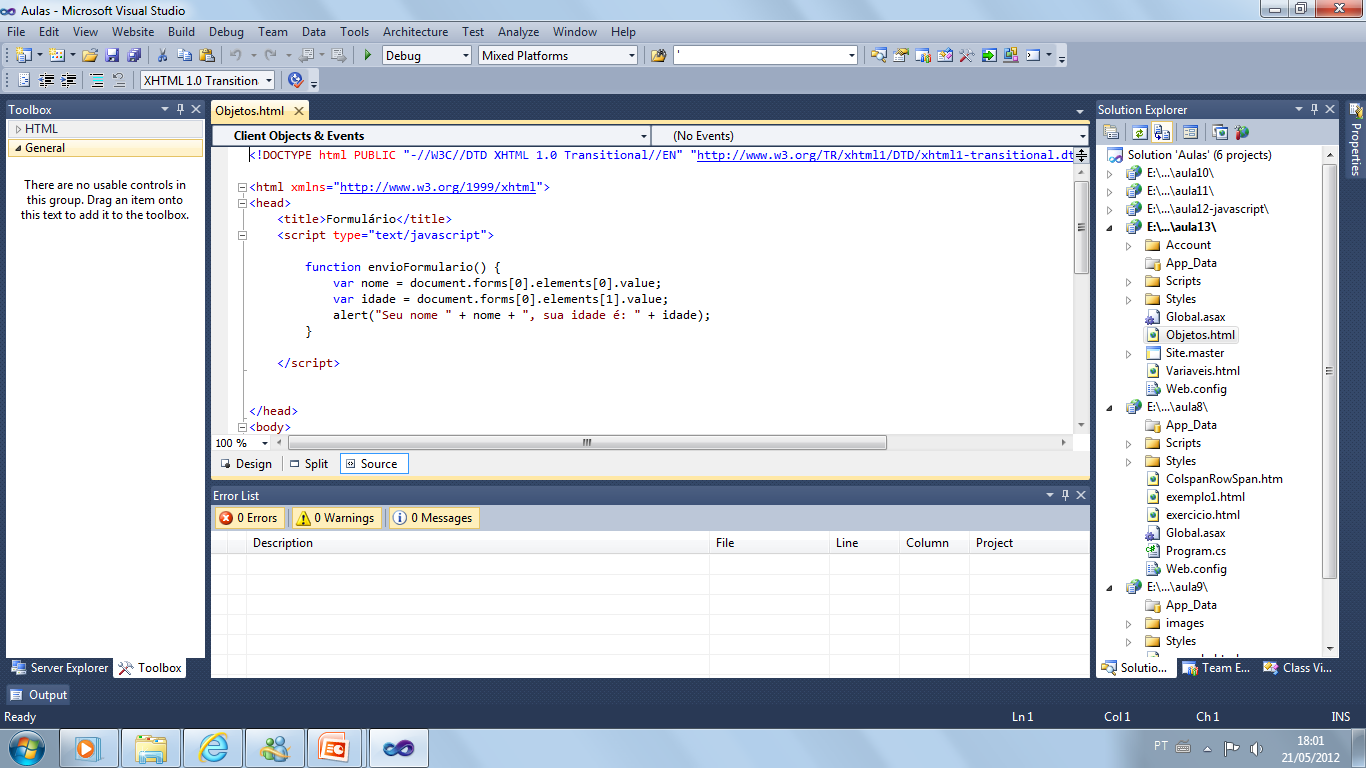 Aulas - Microsoft Visual Studio
File Edit View Website Build Debug Team Data Tools Architecture Test Analyze Window Help
Debug Mixed Platforms '
XHTML 1.0 Transition
Toolbox
HTML
General
There are no usable controls in
this group. Drag an item onto
this text to add it to the toolbox.
Server Explorer Toolbox
Objetos.html
Client Objects & Events (No Events)
<!DOCTYPE html PUBLIC "-//W3C//DTD XHTML 1.0 Transitional//EN" "http://www.w3.org/TR/xhtml1/DTD/xhtml1-transitional.dt
<html xmlns="http://www.w3.org/1999/xhtml">
<head>
<title>Formulário</title>
<script type="text/javascript">
function envioFormulario() {
var nome = document.forms[0].elements[0].value;
var idade = document.forms[0].elements[1].value;
alert("Seu nome " + nome + ", sua idade é: " + idade);
}
</script>
</head>
<body>
100 %
Design Split Source
Error List
0 Errors 0 Warnings 0 Messages
Description File Line Column Project
Solution Explorer
Solution 'Aulas' (6 projects)
E:\...\aula10\
E:\...\aula11\
E:\...\aula12-javascript\
E:\...\aula13\
Account
App_Data
Scripts
Styles
Global.asax
Objetos.html
Site.master
Variaveis.html
Web.config
E:\...\aula8\
App_Data
Scripts
Styles
ColspanRowSpan.htm
exemplo1.html
exercicio.html
Global.asax
Program.cs
Web.config
E:\...\aula9\
App_Data
images
Styles
Solutio... Team E... Class Vi...
Properties
Output
Ready Ln 1 Col 1 Ch 1 INS
PT 18:01
21/05/2012